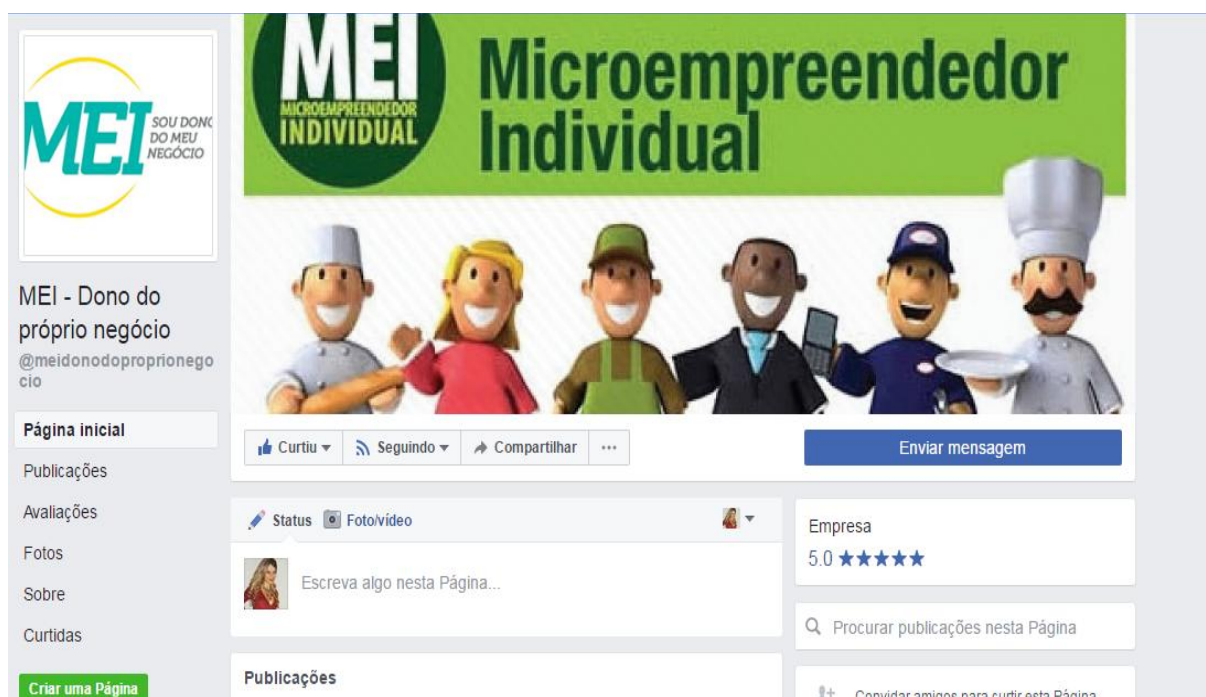 MEI
SOU DONO
DO MEU
NEGÓCIO
MEI - Dono do
próprio negócio
@meidonodoproprionego
cio
Página inicial
Publicações
Avaliações
Fotos
Sobre
Curtidas
Criar uma Página
MEI
MICROEMPREENDEDOR
INDIVIDUAL
Microempreendedor
Individual
Curtiu
Seguindo
Compartilhar
Enviar mensagem
Status
Foto/vídeo
Escreva algo nesta Página...
Publicações
Empresa
5.0
Procurar publicações nesta Página
Convidar amigos para curtir esta Página